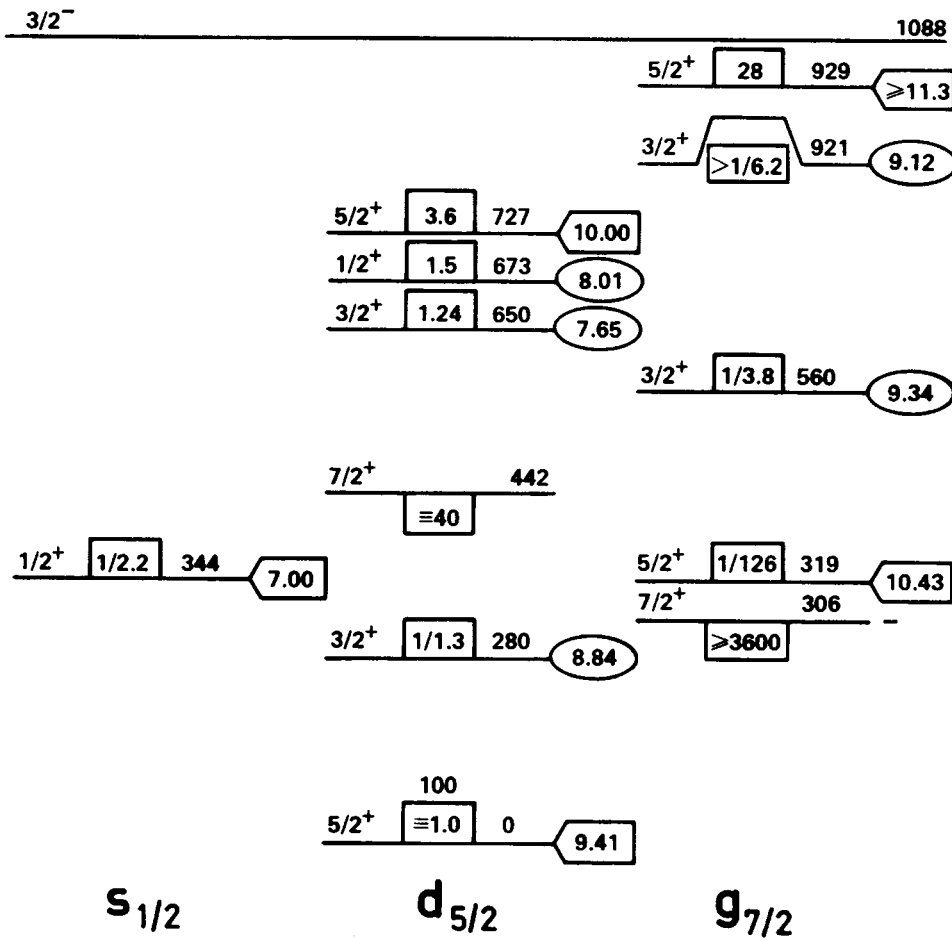 3/2⁻ 1088
5/2⁺ 28 929 ⩾11.3
3/2⁺ >1/6.2 921 9.12
5/2⁺ 3.6 727 10.00
1/2⁺ 1.5 673 8.01
3/2⁺ 1.24 650 7.65
3/2⁺ 1/3.8 560 9.34
7/2⁺ 442
≡40
1/2⁺ 1/2.2 344 7.00
5/2⁺ 1/126 319 10.43
7/2⁺ 306 –
⩾3600
3/2⁺ 1/1.3 280 8.84
100
5/2⁺ ≡1.0 0 9.41
s₁/₂ d₅/₂ g₇/₂